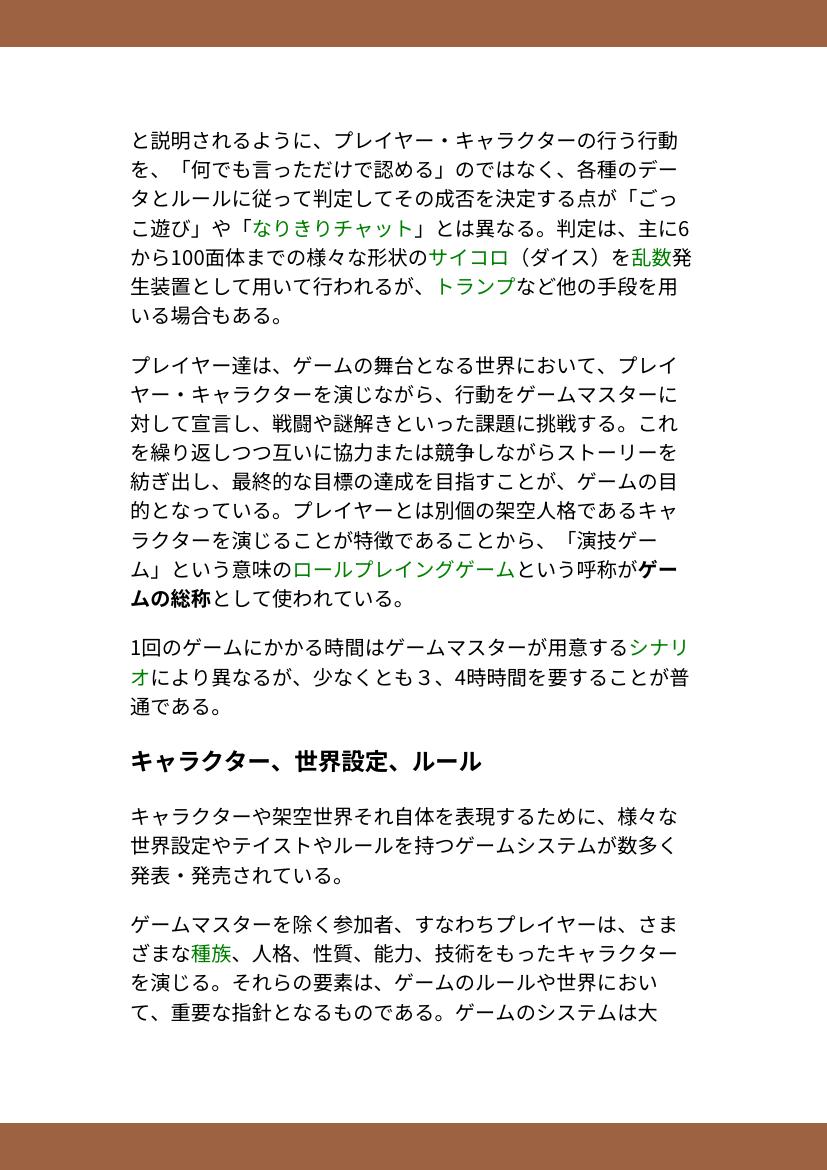 と説明されるように、プレイヤー・キャラクターの行う行動
を、「何でも言っただけで認める」のではなく、各種のデー
タとルールに従って判定してその成否を決定する点が「ごっ
こ遊び」や「なりきりチャット」とは異なる。判定は、主に6
から100面体までの様々な形状のサイコロ（ダイス）を乱数発
生装置として用いて行われるが、トランプなど他の手段を用
いる場合もある。
プレイヤー達は、ゲームの舞台となる世界において、プレイ
ヤー・キャラクターを演じながら、行動をゲームマスターに
対して宣言し、戦闘や謎解きといった課題に挑戦する。これ
を繰り返しつつ互いに協力または競争しながらストーリーを
紡ぎ出し、最終的な目標の達成を目指すことが、ゲームの目
的となっている。プレイヤーとは別個の架空人格であるキャ
ラクターを演じることが特徴であることから、「演技ゲー
ム」という意味のロールプレイングゲームという呼称がゲー
ムの総称として使われている。
1回のゲームにかかる時間はゲームマスターが用意するシナリ
オにより異なるが、少なくとも３、4時時間を要することが普
通である。
キャラクター、世界設定、ルール
キャラクターや架空世界それ自体を表現するために、様々な
世界設定やテイストやルールを持つゲームシステムが数多く
発表・発売されている。
ゲームマスターを除く参加者、すなわちプレイヤーは、さま
ざまな種族、人格、性質、能力、技術をもったキャラクター
を演じる。それらの要素は、ゲームのルールや世界におい
て、重要な指針となるものである。ゲームのシステムは大